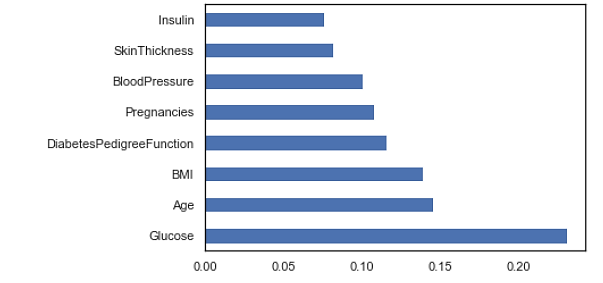 Insulin
SkinThickness
BloodPressure
Pregnancies
DiabetesPedigreeFunction
BMI
Age
Glucose
0.00 0.05 0.10 0.15 0.20